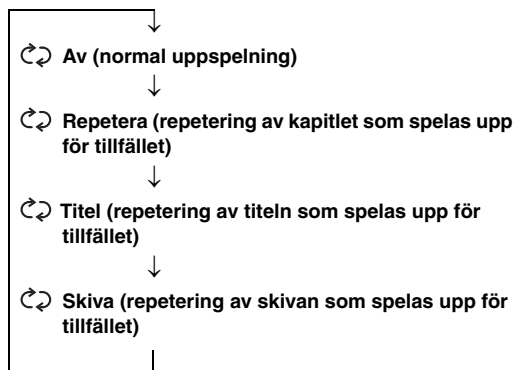 Av (normal uppspelning)
Repetera (repetering av kapitlet som spelas upp
för tillfället)
Titel (repetering av titeln som spelas upp för
tillfället)
Skiva (repetering av skivan som spelas upp för
tillfället)